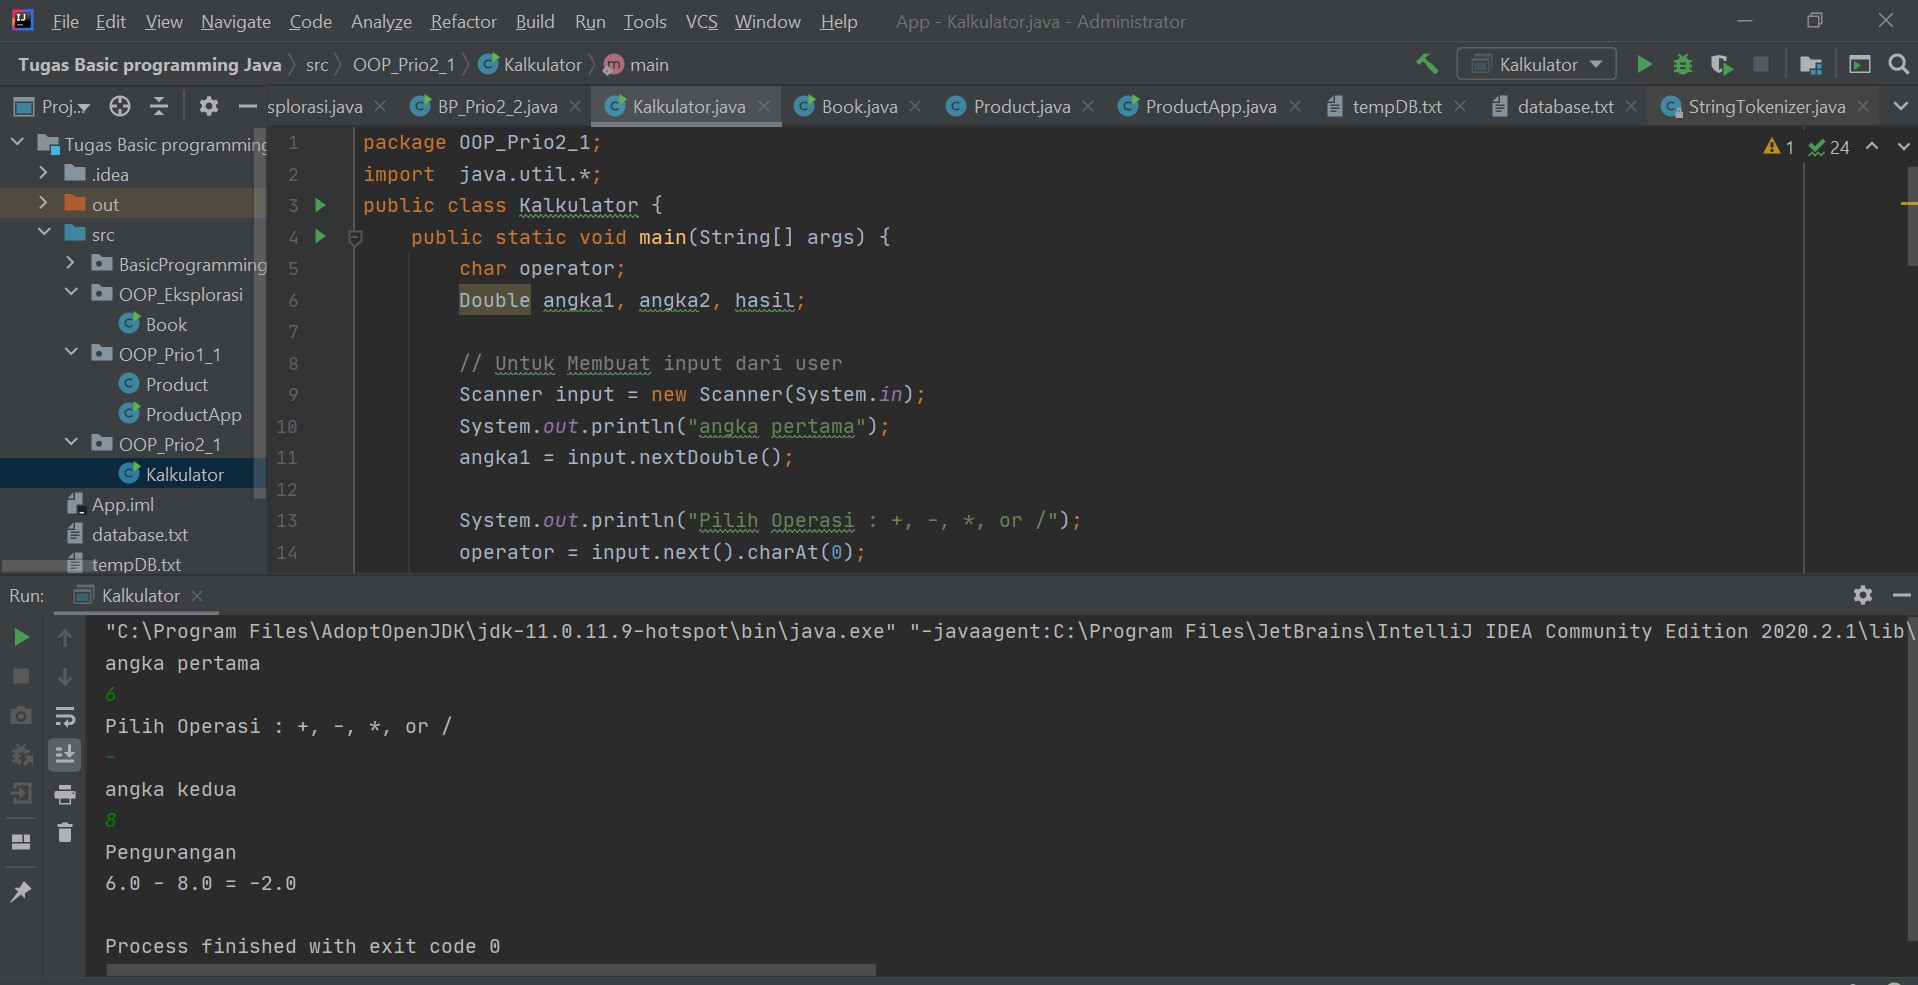 File Edit View Navigate Code Analyze Refactor Build Run Tools VCS Window Help App - Kalkulator.java - Administrator
Tugas Basic programming Java src OOP_Prio2_1 Kalkulator main Kalkulator
Proj... splorasi.java BP_Prio2_2.java Kalkulator.java Book.java Product.java ProductApp.java tempDB.txt database.txt StringTokenizer.java
Tugas Basic programming
.idea
out
src
BasicProgramming
OOP_Eksplorasi
Book
OOP_Prio1_1
Product
ProductApp
OOP_Prio2_1
Kalkulator
App.iml
database.txt
tempDB.txt
1 package OOP_Prio2_1;
2 import  java.util.*;
3 public class Kalkulator {
4     public static void main(String[] args) {
5         char operator;
6         Double angka1, angka2, hasil;
7
8         // Untuk Membuat input dari user
9         Scanner input = new Scanner(System.in);
10         System.out.println("angka pertama");
11         angka1 = input.nextDouble();
12
13         System.out.println("Pilih Operasi : +, -, *, or /");
14         operator = input.next().charAt(0);
1 24
Run: Kalkulator
"C:\Program Files\AdoptOpenJDK\jdk-11.0.11.9-hotspot\bin\java.exe" "-javaagent:C:\Program Files\JetBrains\IntelliJ IDEA Community Edition 2020.2.1\lib\
angka pertama
6
Pilih Operasi : +, -, *, or /
-
angka kedua
8
Pengurangan
6.0 - 8.0 = -2.0
Process finished with exit code 0